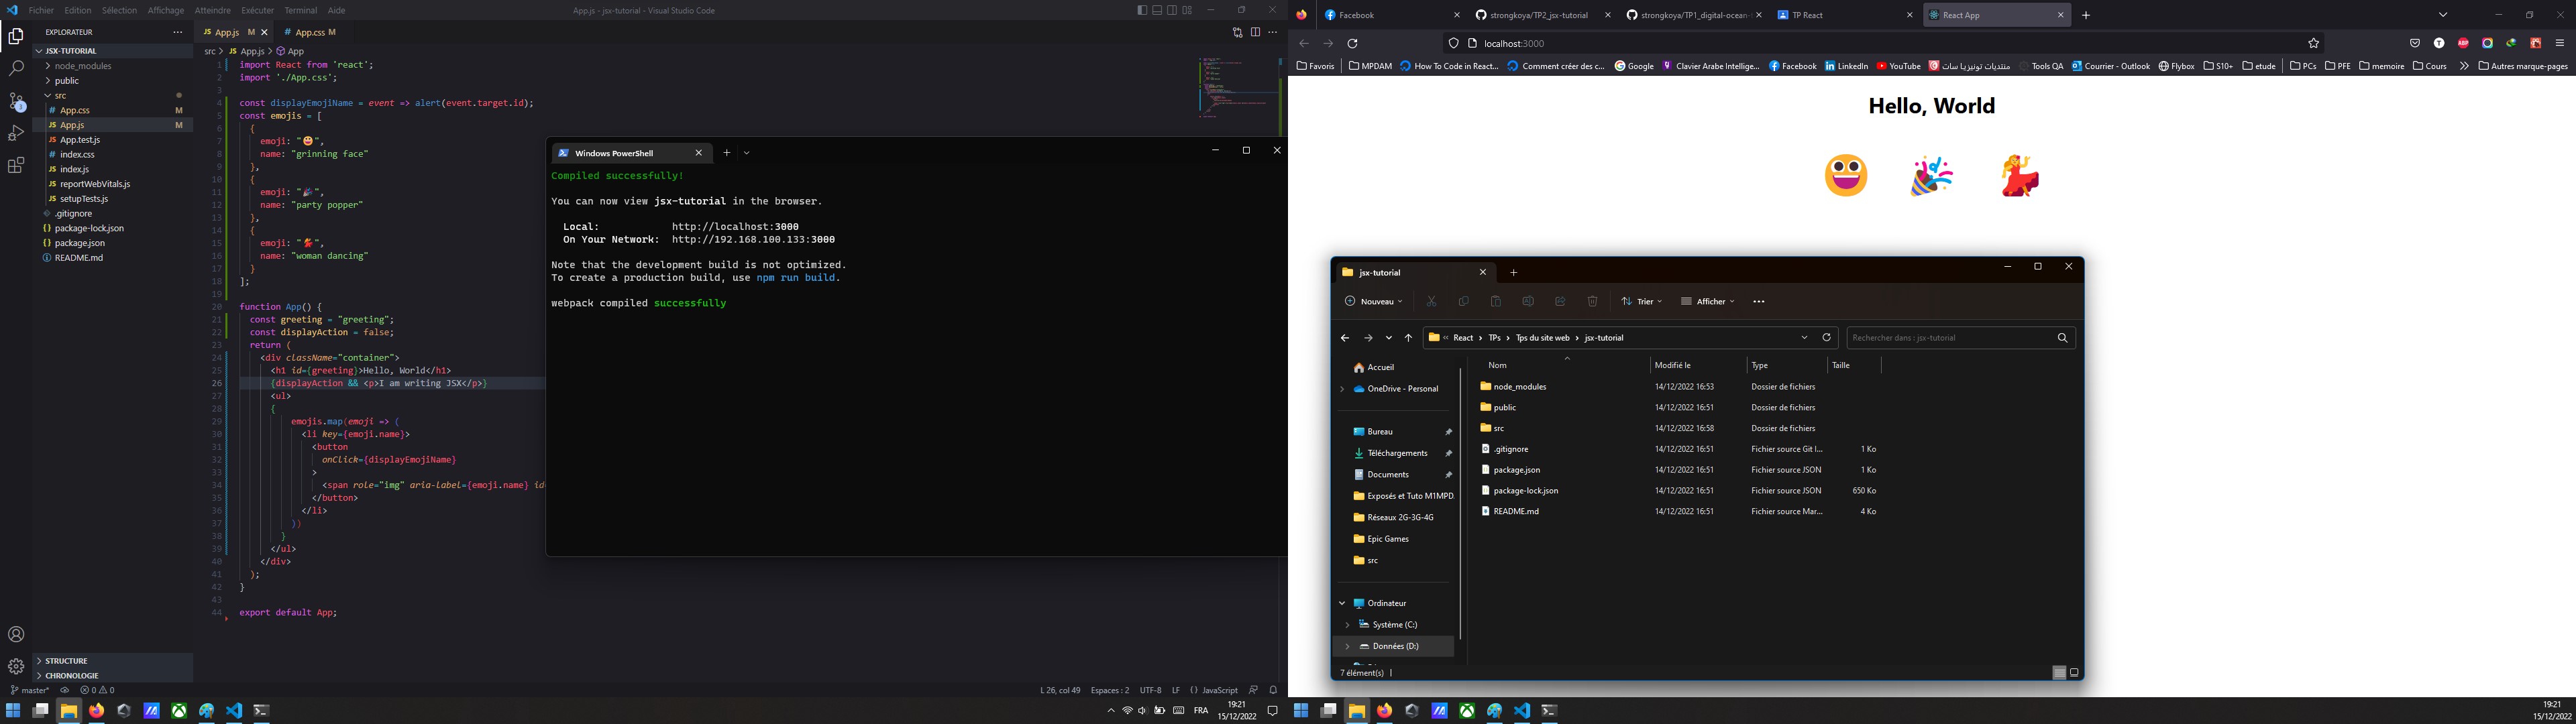 Fichier Edition Sélection Affichage Atteindre Exécuter Terminal Aide
App.js - jsx-tutorial - Visual Studio Code
EXPLORATEUR
JSX-TUTORIAL
node_modules
public
src
# App.css M
JS App.js M
JS App.test.js
# index.css
JS index.js
JS reportWebVitals.js
JS setupTests.js
.gitignore
{} package-lock.json
{} package.json
README.md
STRUCTURE
CHRONOLOGIE
JS App.js M
# App.css M
src > JS App.js > App
1 import React from 'react';
2 import './App.css';
3
4 const displayEmojiName = event => alert(event.target.id);
5 const emojis = [
6 {
7 emoji: "😀",
8 name: "grinning face"
9 },
10 {
11 emoji: "🎉",
12 name: "party popper"
13 },
14 {
15 emoji: "💃",
16 name: "woman dancing"
17 }
18 ];
19
20 function App() {
21 const greeting = "greeting";
22 const displayAction = false;
23 return (
24 <div className="container">
25 <h1 id={greeting}>Hello, World</h1>
26 {displayAction && <p>I am writing JSX</p>}
27 <ul>
28 {
29 emojis.map(emoji => (
30 <li key={emoji.name}>
31 <button
32 onClick={displayEmojiName}
33 >
34 <span role="img" aria-label={emoji.name} id
35 </button>
36 </li>
37 ))
38 }
39 </ul>
40 </div>
41 );
42 }
43
44 export default App;
master* 0 0
L 26, col 49 Espaces : 2 UTF-8 LF {} JavaScript
Windows PowerShell
Compiled successfully!
You can now view jsx-tutorial in the browser.
Local: http://localhost:3000
On Your Network: http://192.168.100.133:3000
Note that the development build is not optimized.
To create a production build, use npm run build.
webpack compiled successfully
FRA
19:21
15/12/2022
Facebook
strongkoya/TP2_jsx-tutorial
strongkoya/TP1_digital-ocean-
TP React
React App
localhost:3000
Favoris MPDAM How To Code in React... Comment créer des c... Google Clavier Arabe Intellige... Facebook LinkedIn YouTube منتديات تونيزيا سات Tools QA Courrier - Outlook Flybox S10+ etude PCs PFE memoire Cours Autres marque-pages
Hello, World
jsx-tutorial
Nouveau Trier Afficher
React > TPs > Tps du site web > jsx-tutorial
Rechercher dans : jsx-tutorial
Accueil
OneDrive - Personal
Bureau
Téléchargements
Documents
Exposés et Tuto M1MPD.
Réseaux 2G-3G-4G
Epic Games
src
Ordinateur
Système (C:)
Données (D:)
Nom Modifié le Type Taille
node_modules 14/12/2022 16:53 Dossier de fichiers
public 14/12/2022 16:51 Dossier de fichiers
src 14/12/2022 16:58 Dossier de fichiers
.gitignore 14/12/2022 16:51 Fichier source Git I... 1 Ko
package.json 14/12/2022 16:51 Fichier source JSON 1 Ko
package-lock.json 14/12/2022 16:51 Fichier source JSON 650 Ko
README.md 14/12/2022 16:51 Fichier source Mar... 4 Ko
7 élément(s)
19:21
15/12/2022